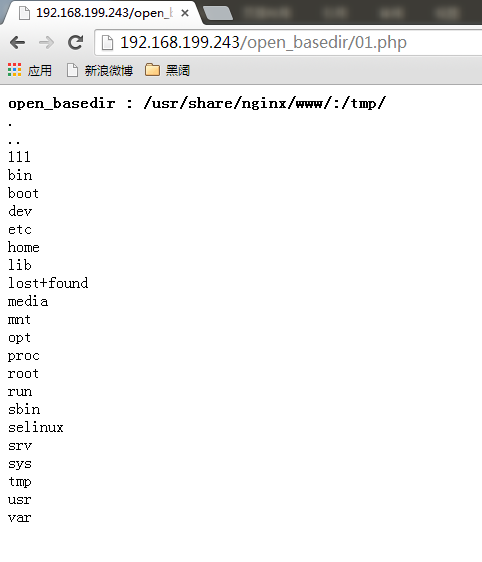 192.168.199.243/open_b
192.168.199.243/open_basedir/01.php
应用 新浪微博 黑阔
open_basedir : /usr/share/nginx/www/:/tmp/
.
..
111
bin
boot
dev
etc
home
lib
lost+found
media
mnt
opt
proc
root
run
sbin
selinux
srv
sys
tmp
usr
var